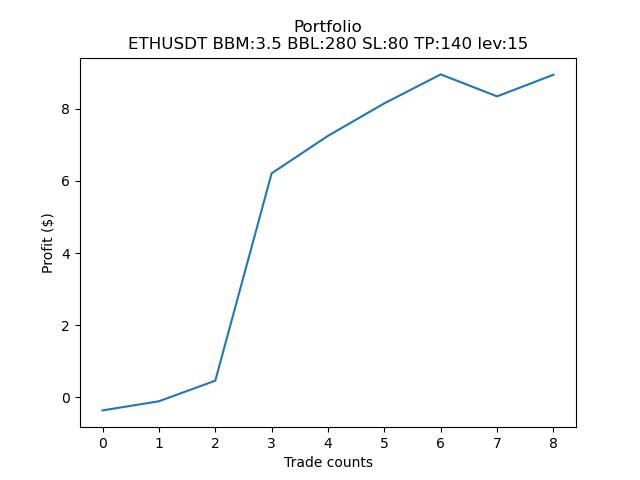 Portfolio
ETHUSDT BBM:3.5 BBL:280 SL:80 TP:140 lev:15
8
6
4
2
0
Profit ($)
0 1 2 3 4 5 6 7 8
Trade counts